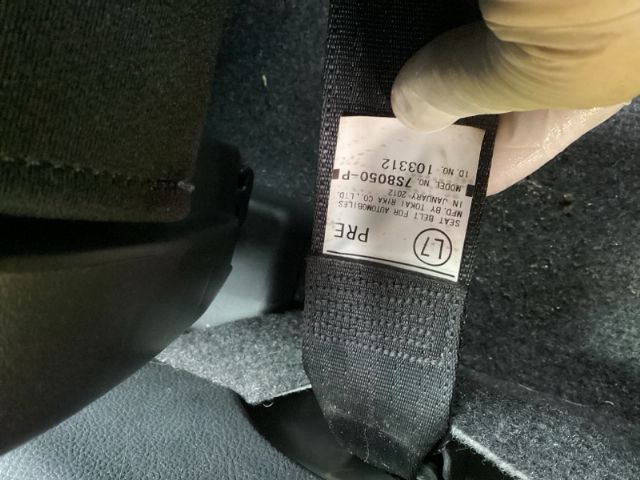 L7 PRE
SEAT BELT FOR AUTOMOBILES
MFD. BY TOKAI RIKA CO., LTD.
IN JANUARY 2012
MODEL NO. 7S8050-P
ID NO. 103312